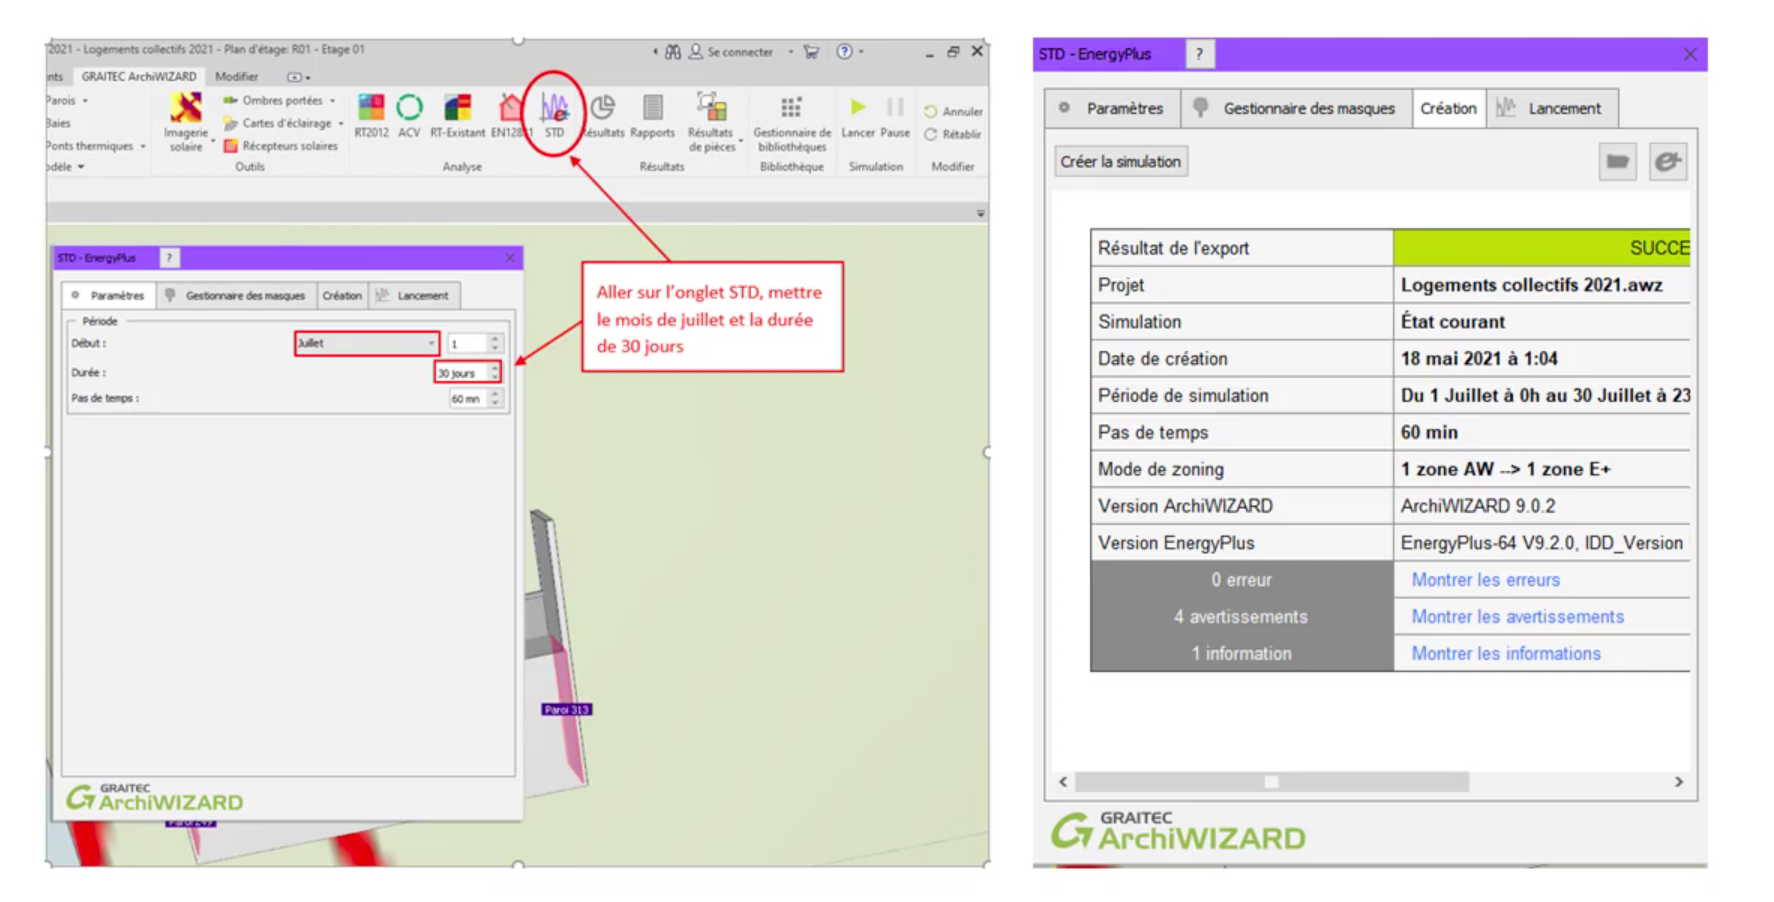 2021 - Logements collectifs 2021 - Plan d'étage: R01 - Etage 01
Se connecter
nts GRAITEC ArchiWIZARD Modifier
Parois
Baies
Ponts thermiques
odèle
Imagerie solaire
Ombres portées
Cartes d'éclairage
Récepteurs solaires
Outils
RT2012 ACV RT-Existant STD
Analyse
Résultats Rapports Résultats de pièces
Résultats
Gestionnaire de bibliothèques
Bibliothèque
Lancer Pause
Simulation
Annuler
Rétablir
Modifier
STD - EnergyPlus ?
Paramètres Gestionnaire des masques Création Lancement
Période
Début : Juillet 1
Durée : 30 jours
Pas de temps : 60 mn
Aller sur l'onglet STD, mettre
le mois de juillet et la durée
de 30 jours
Paroi 313
GRAITEC
ArchiWIZARD
STD - EnergyPlus ?
Paramètres Gestionnaire des masques Création Lancement
Créer la simulation
Résultat de l'export SUCCE
Projet Logements collectifs 2021.awz
Simulation État courant
Date de création 18 mai 2021 à 1:04
Période de simulation Du 1 Juillet à 0h au 30 Juillet à 23
Pas de temps 60 min
Mode de zoning 1 zone AW --> 1 zone E+
Version ArchiWIZARD ArchiWIZARD 9.0.2
Version EnergyPlus EnergyPlus-64 V9.2.0, IDD_Version
0 erreur Montrer les erreurs
4 avertissements Montrer les avertissements
1 information Montrer les informations
GRAITEC
ArchiWIZARD